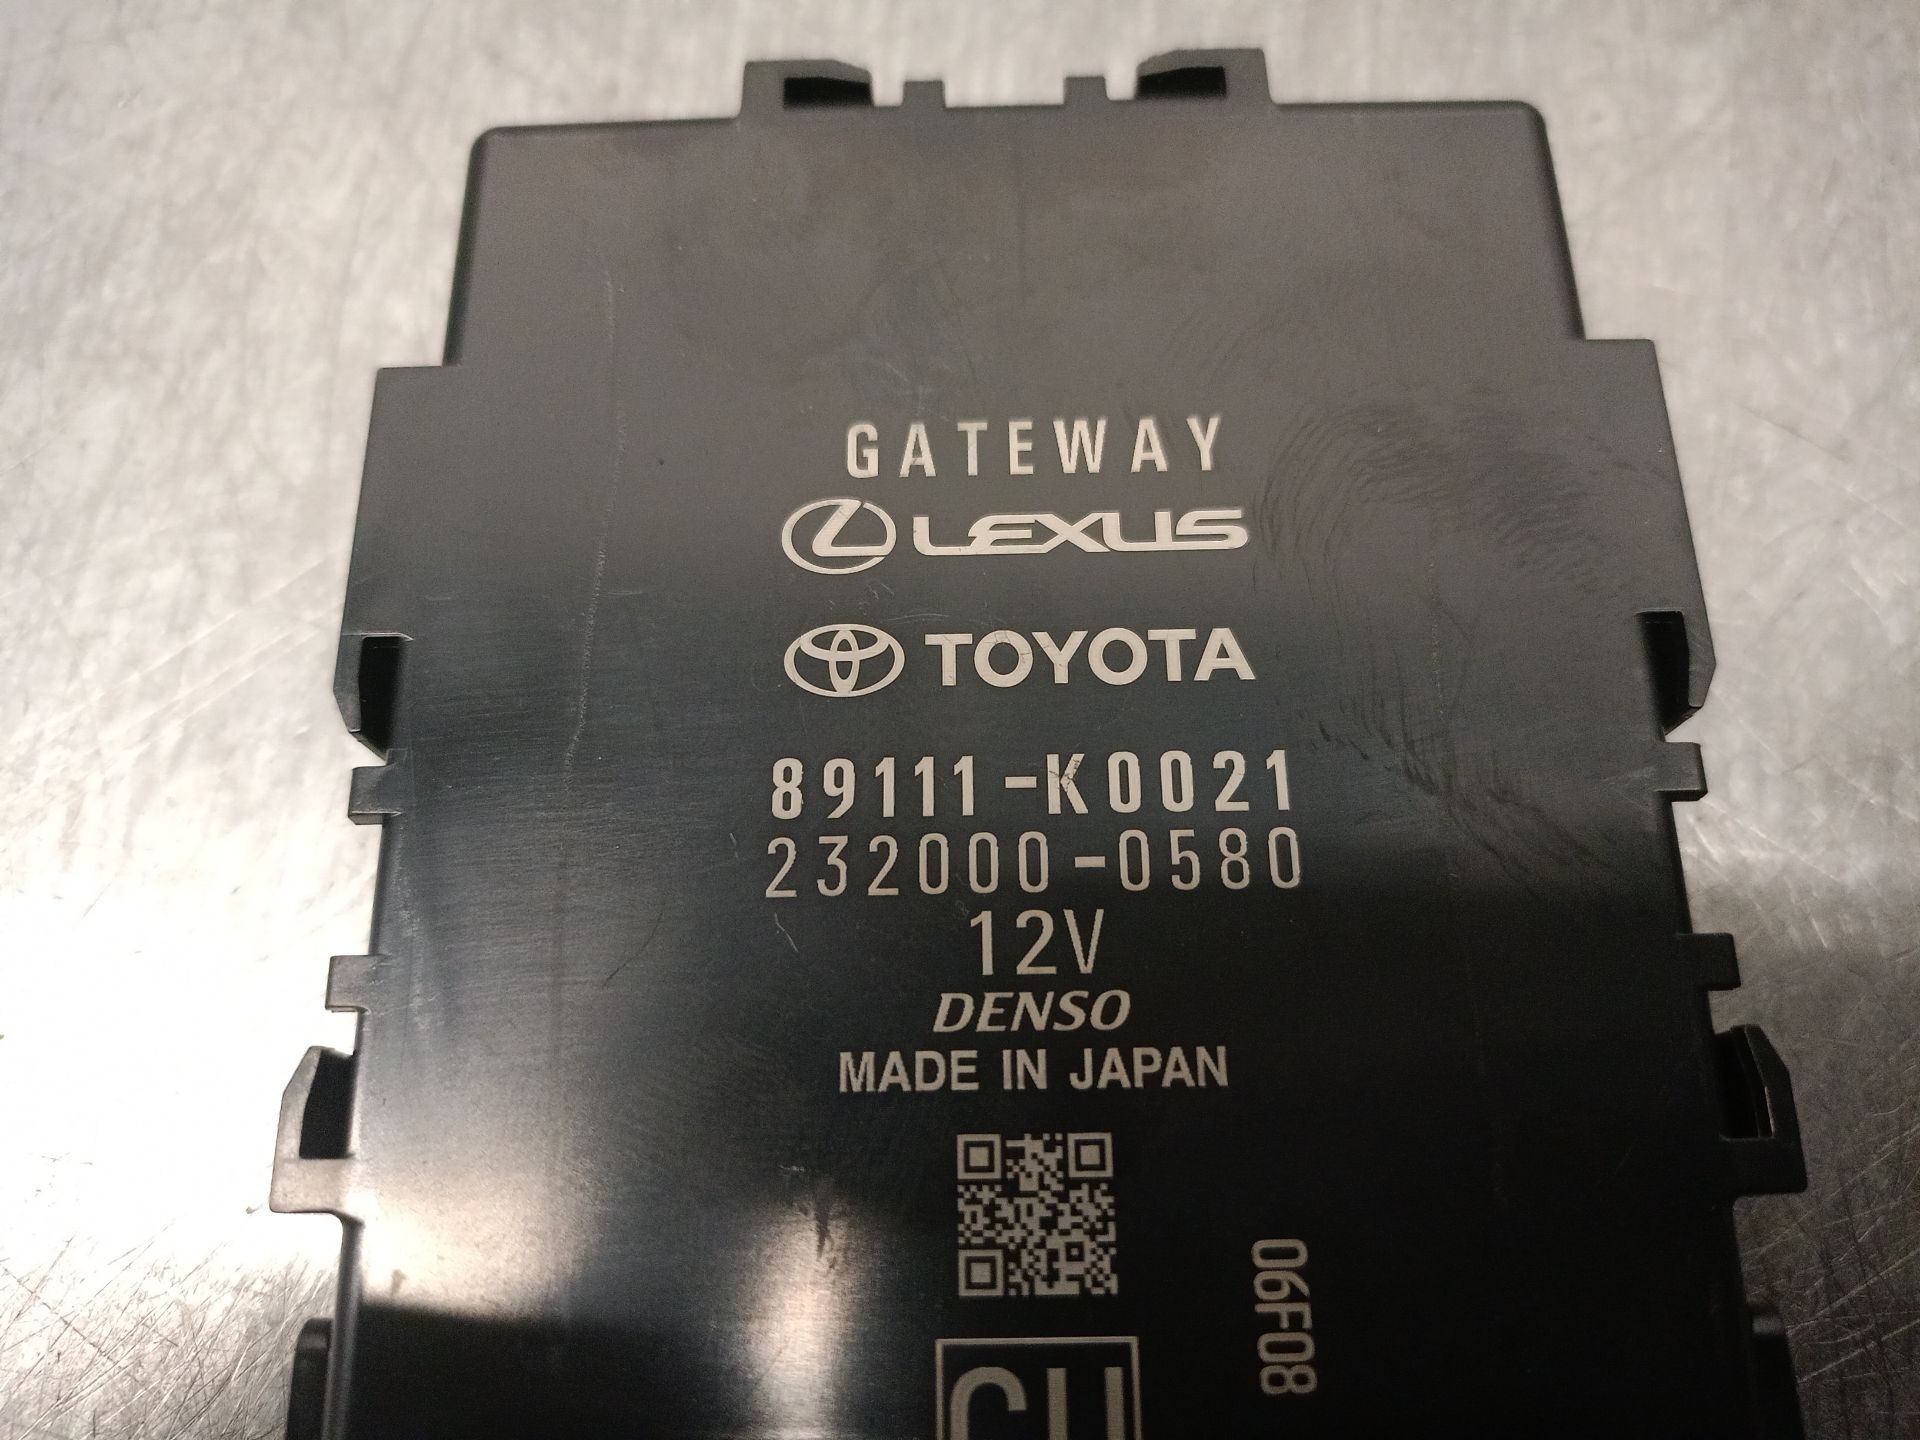 GATEWAY
LEXUS
TOYOTA
89111-K0021
232000-0580
12V
DENSO
MADE IN JAPAN
06F08